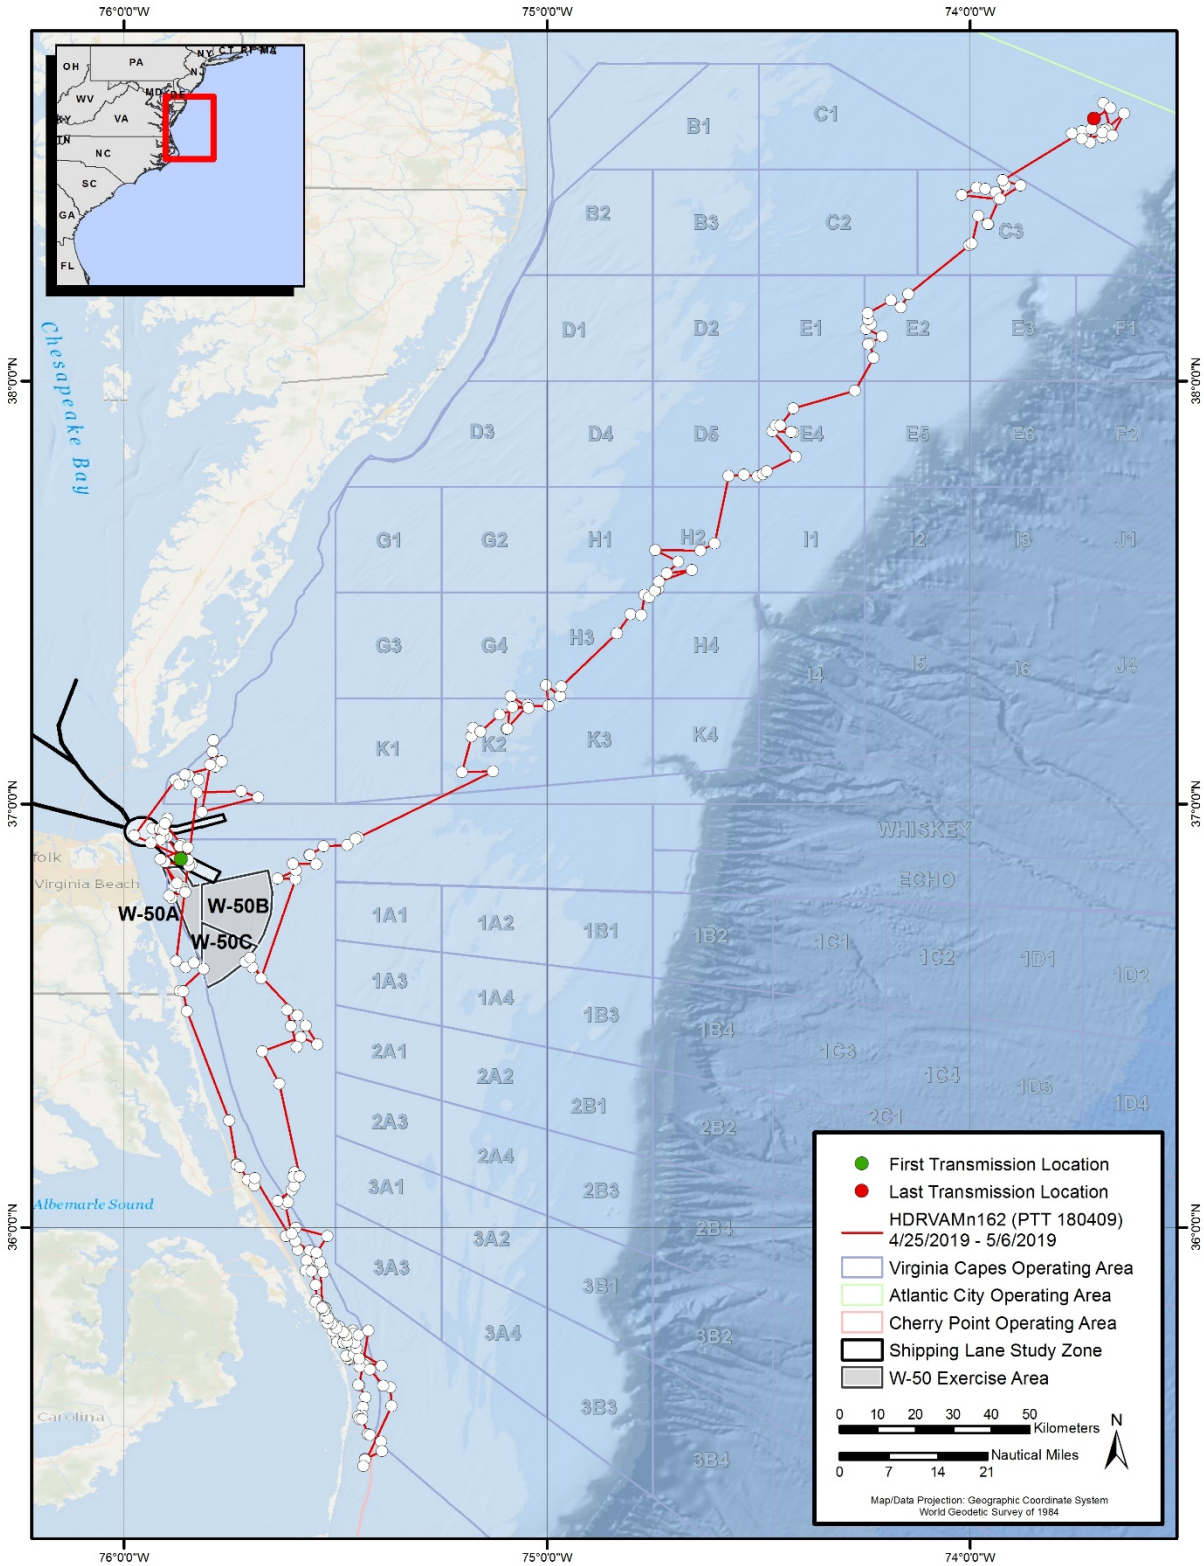 76°0'0"W
75°0'0"W
74°0'0"W
OH
PA
NY
CT
RI
MA
NJ
WV
MD
DE
KY
VA
TN
NC
SC
GA
FL
B1
C1
B2
B3
C2
C3
D1
D2
E1
E2
E3
F1
Chesapeake Bay
38°0'0"N
38°0'0"N
D3
D4
D5
E4
E5
E6
F2
G1
G2
H1
H2
I1
I2
I3
J1
G3
G4
H3
H4
I4
I5
I6
J4
K1
K2
K3
K4
37°0'0"N
37°0'0"N
WHISKEY
folk
Virginia Beach
ECHO
W-50A
W-50B
W-50C
1A1
1A2
1B1
1B2
1C1
1C2
1D1
1D2
1A3
1A4
1B3
1B4
1C3
1C4
1D3
1D4
2A1
2A2
2B1
2B2
2C1
2A3
2A4
2B3
2B4
3A1
3A2
3A3
3A4
3B1
3B2
3B3
3B4
Albemarle Sound
36°0'0"N
36°0'0"N
Carolina
First Transmission Location
Last Transmission Location
HDRVAMn162 (PTT 180409)
4/25/2019 - 5/6/2019
Virginia Capes Operating Area
Atlantic City Operating Area
Cherry Point Operating Area
Shipping Lane Study Zone
W-50 Exercise Area
0 10 20 30 40 50
Kilometers
N
Nautical Miles
0 7 14 21
Map/Data Projection: Geographic Coordinate System
World Geodetic Survey of 1984
76°0'0"W
75°0'0"W
74°0'0"W